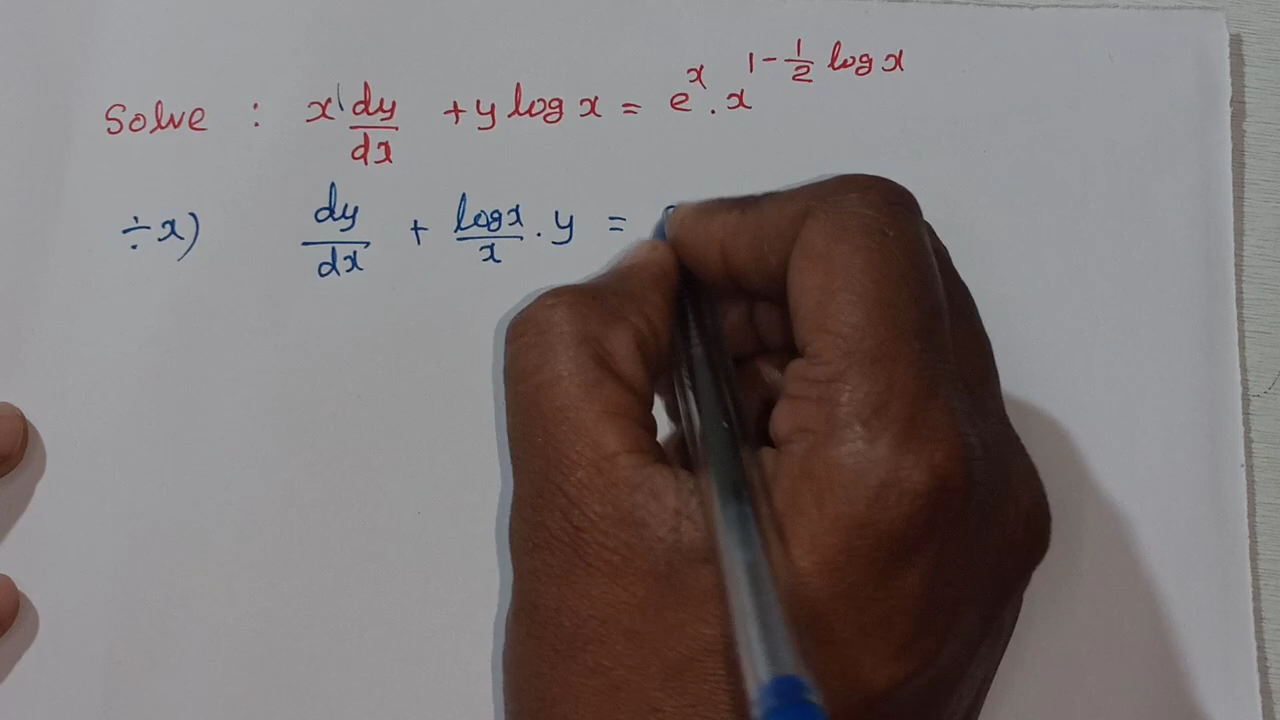 Solve : x dy/dx + y log x = e^x . x^(1 - 1/2 log x)
÷ x) dy/dx + log x/x . y =